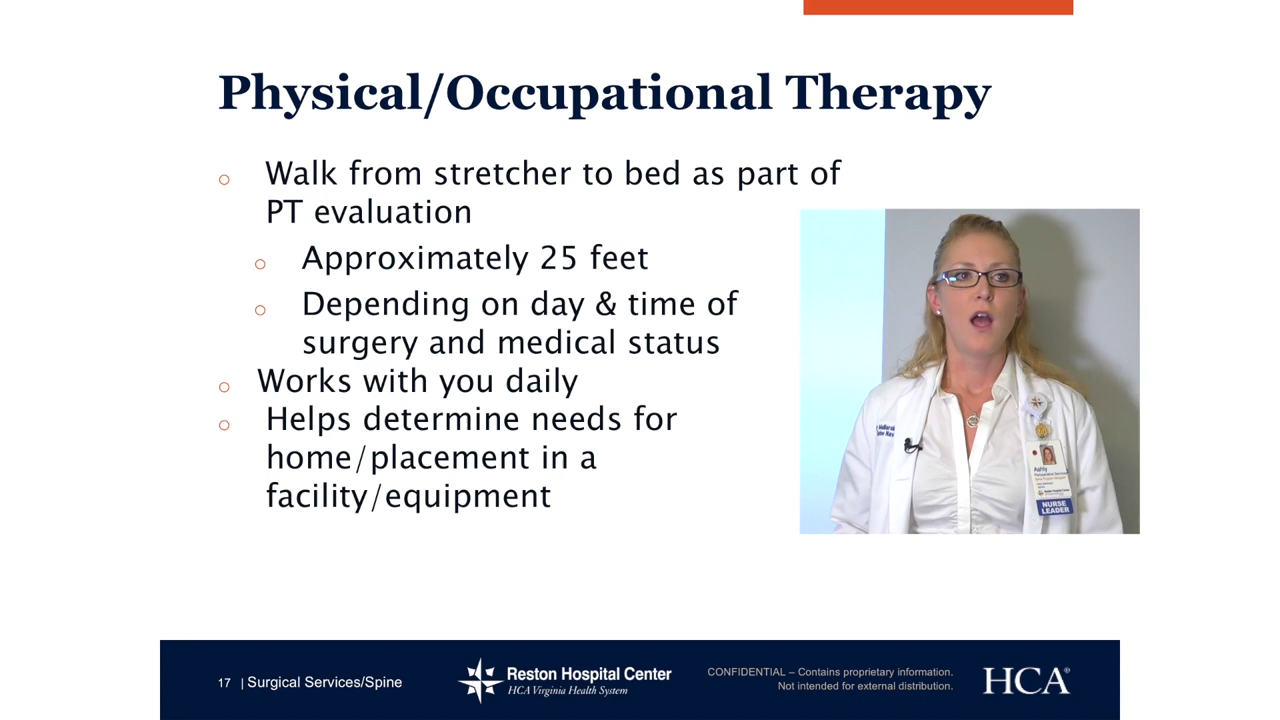 Physical/Occupational Therapy
o Walk from stretcher to bed as part of
PT evaluation
o Approximately 25 feet
o Depending on day & time of
surgery and medical status
o Works with you daily
o Helps determine needs for
home/placement in a
facility/equipment
Ashly
NURSE
LEADER
17 | Surgical Services/Spine
Reston Hospital Center
HCA Virginia Health System
CONFIDENTIAL – Contains proprietary information.
Not intended for external distribution.
HCA®